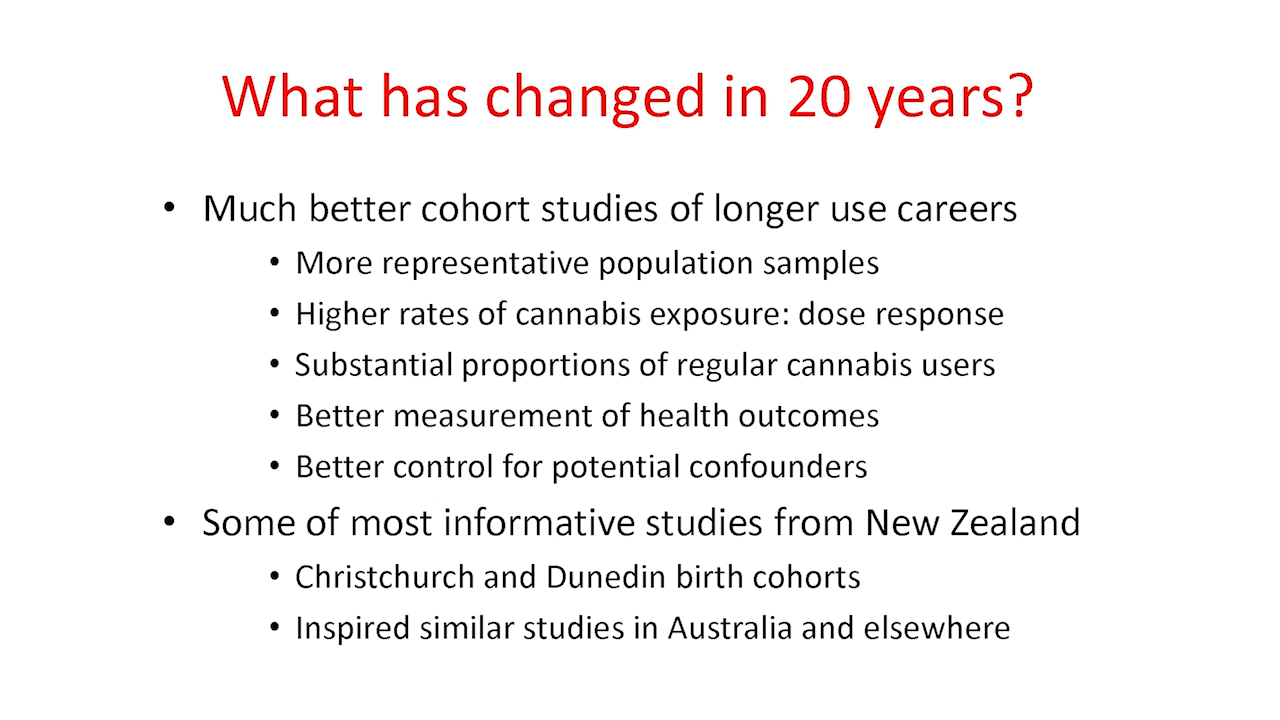 What has changed in 20 years?
• Much better cohort studies of longer use careers
• More representative population samples
• Higher rates of cannabis exposure: dose response
• Substantial proportions of regular cannabis users
• Better measurement of health outcomes
• Better control for potential confounders
• Some of most informative studies from New Zealand
• Christchurch and Dunedin birth cohorts
• Inspired similar studies in Australia and elsewhere